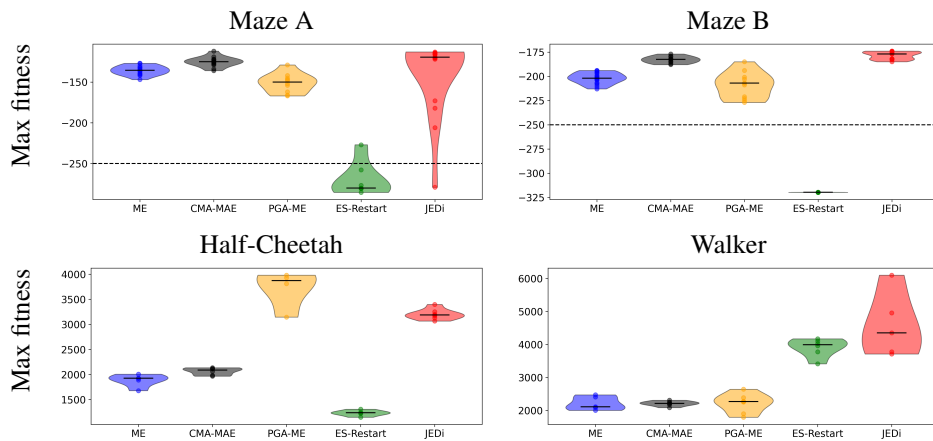 Maze A
Max fitness
−150
−200
−250
ME CMA-MAE PGA-ME ES-Restart JEDi
Maze B
−175
−200
−225
−250
−275
−300
−325
ME CMA-MAE PGA-ME ES-Restart JEDi
Half-Cheetah
Max fitness
4000
3500
3000
2500
2000
1500
ME CMA-MAE PGA-ME ES-Restart JEDi
Walker
6000
5000
4000
3000
2000
ME CMA-MAE PGA-ME ES-Restart JEDi